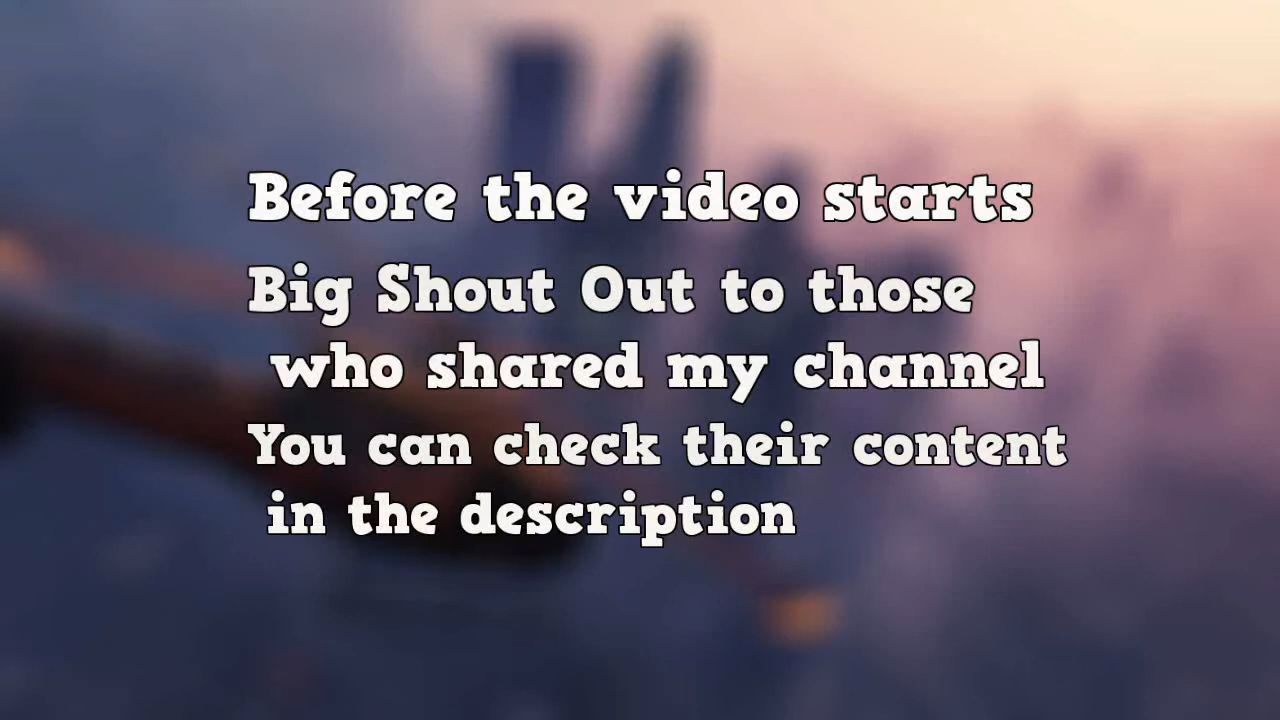 Before the video starts
Big Shout Out to those
who shared my channel
You can check their content
in the description